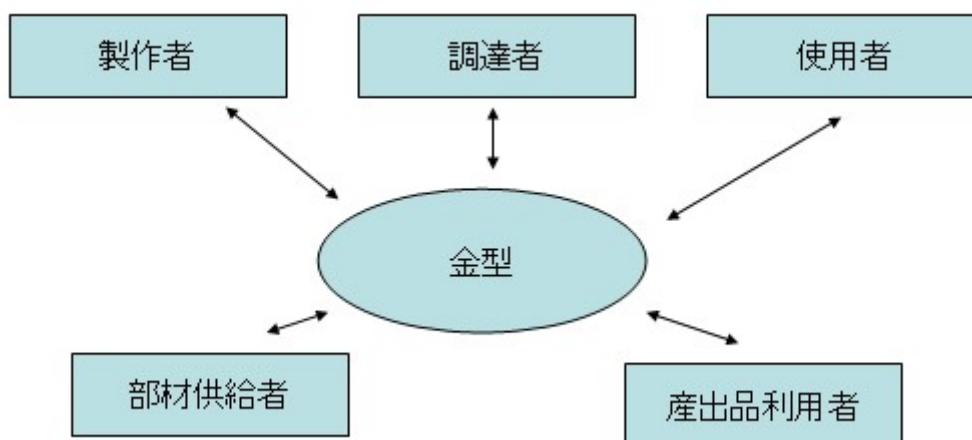 製作者
調達者
使用者
金型
部材供給者
産出品利用者